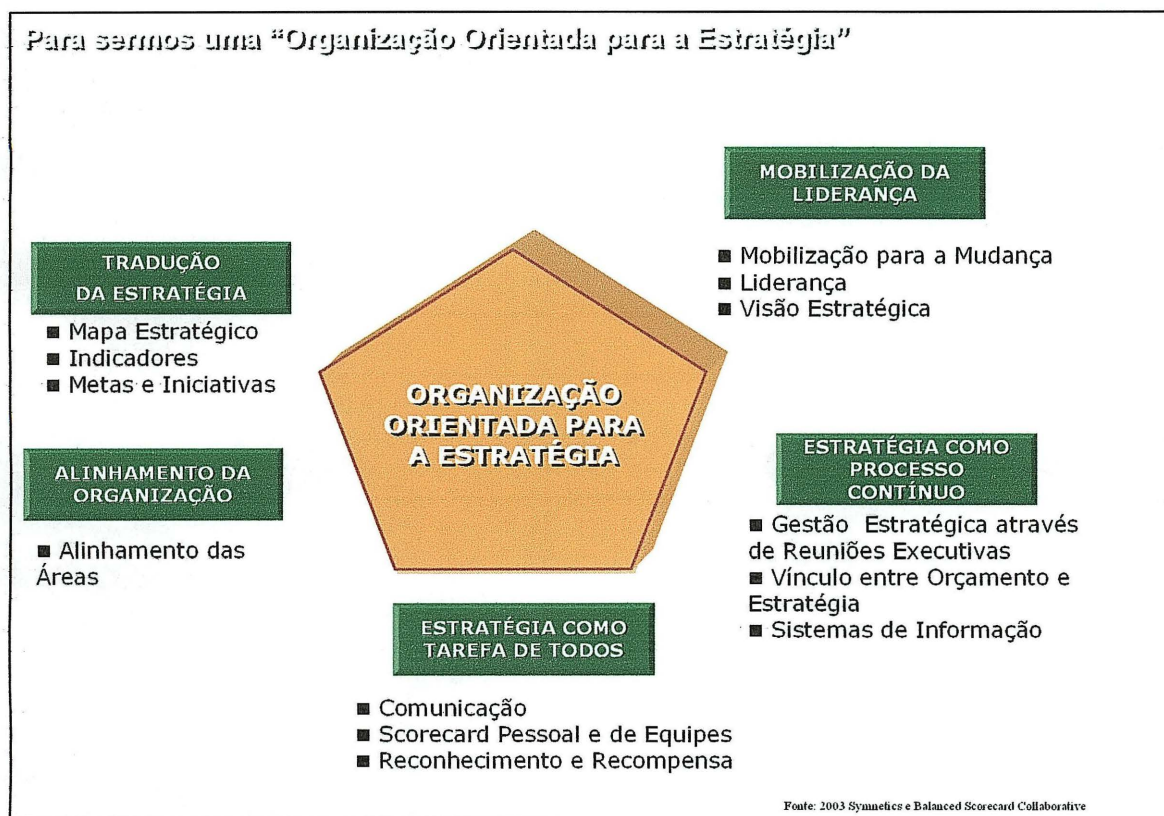 Para sermos uma “Organização Orientada para a Estratégia”
MOBILIZAÇÃO DA
LIDERANÇA
■ Mobilização para a Mudança
■ Liderança
■ Visão Estratégica
TRADUÇÃO
DA ESTRATÉGIA
■ Mapa Estratégico
■ Indicadores
■ Metas e Iniciativas
ORGANIZAÇÃO
ORIENTADA PARA
A ESTRATÉGIA
ALINHAMENTO DA
ORGANIZAÇÃO
■ Alinhamento das
Áreas
ESTRATÉGIA COMO
PROCESSO
CONTÍNUO
■ Gestão Estratégica através
de Reuniões Executivas
■ Vínculo entre Orçamento e
Estratégia
■ Sistemas de Informação
ESTRATÉGIA COMO
TAREFA DE TODOS
■ Comunicação
■ Scorecard Pessoal e de Equipes
■ Reconhecimento e Recompensa
Fonte: 2003 Symnetics e Balanced Scorecard Collaborative